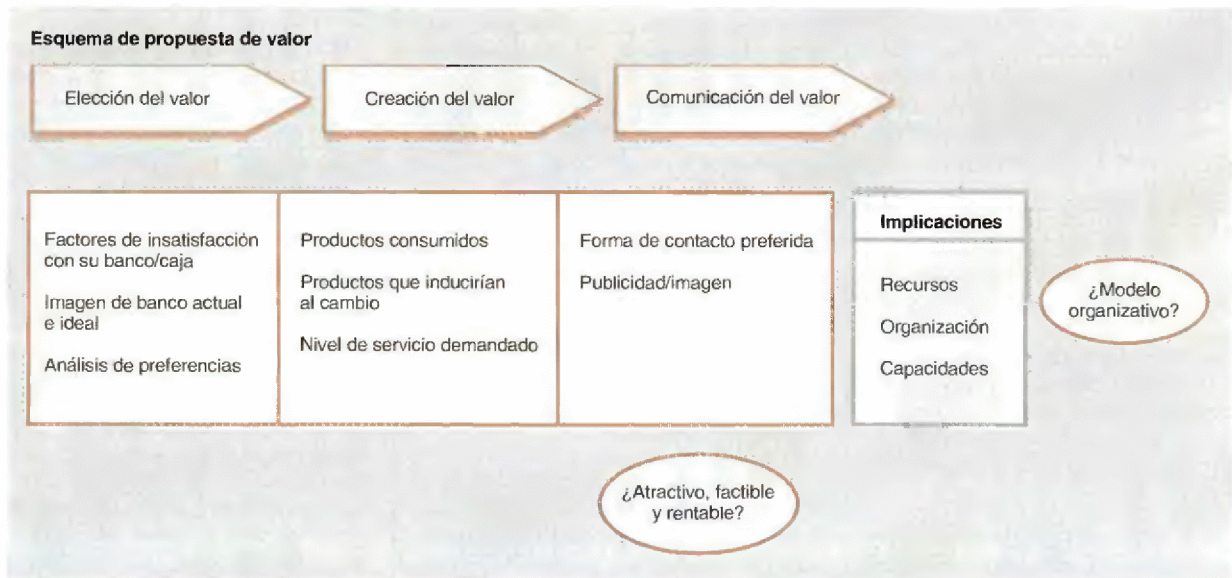 Esquema de propuesta de valor
Elección del valor
Creación del valor
Comunicación del valor
Factores de insatisfacción
con su banco/caja
Imagen de banco actual
e ideal
Análisis de preferencias
Productos consumidos
Productos que inducirían
al cambio
Nivel de servicio demandado
Forma de contacto preferida
Publicidad/imagen
Implicaciones
Recursos
Organización
Capacidades
¿Modelo
organizativo?
¿Atractivo, factible
y rentable?